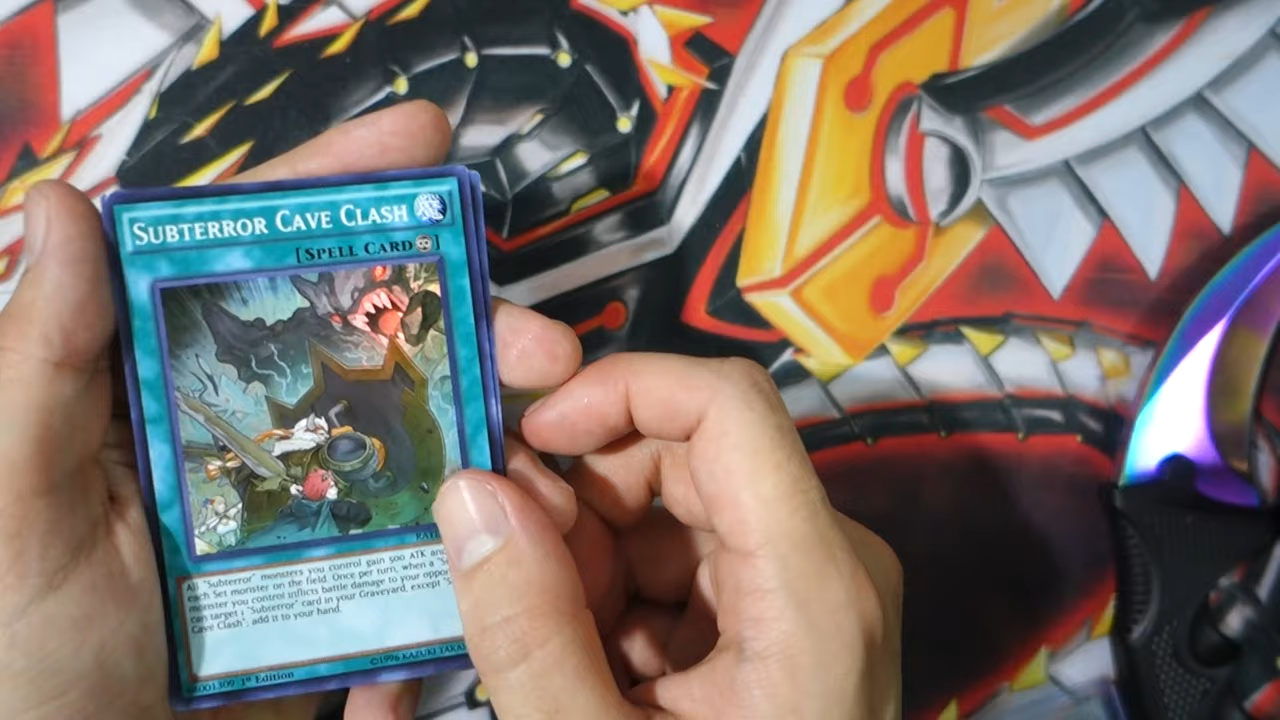 SUBTERROR CAVE CLASH
[SPELL CARD]
RATE
All "Subterror" monsters you control gain 500 ATK and
each Set monster on the field. Once per turn, when a "S
monster you control inflicts battle damage to your oppo
can target 1 "Subterror" card in your Graveyard, except "S
Cave Clash"; add it to your hand.
©1996 KAZUKI TAKA
1st Edition